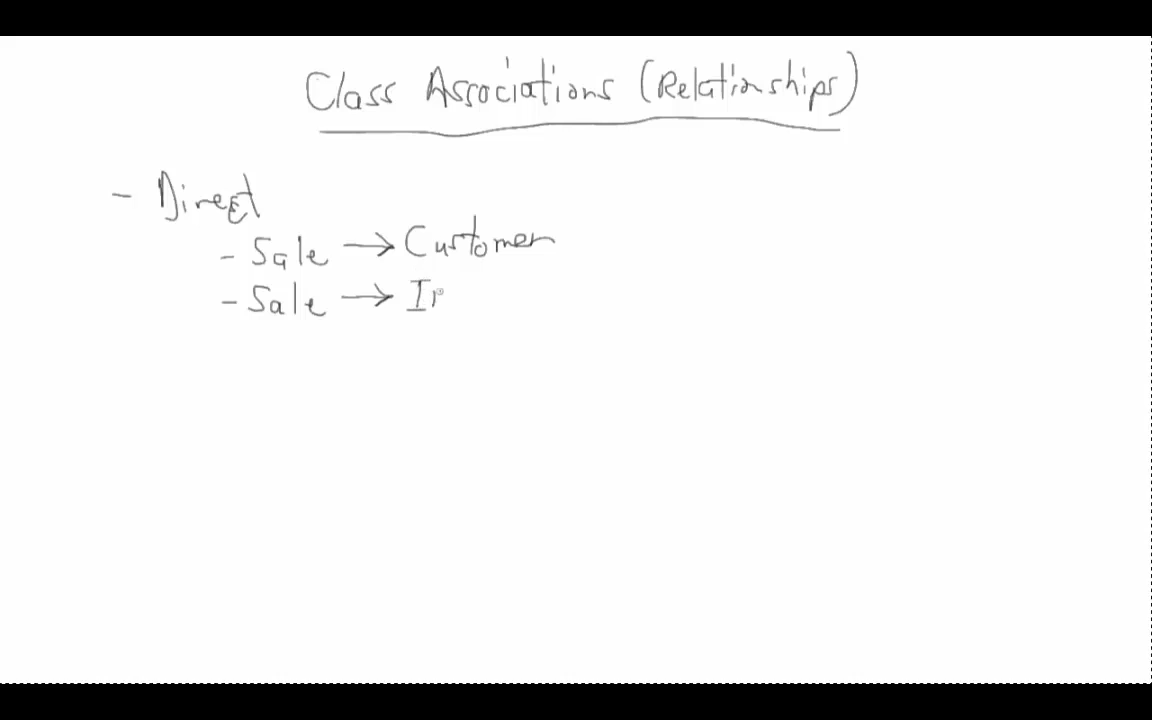 Class Associations (Relationships)
- Direct
- Sale → Customer
- Sale →